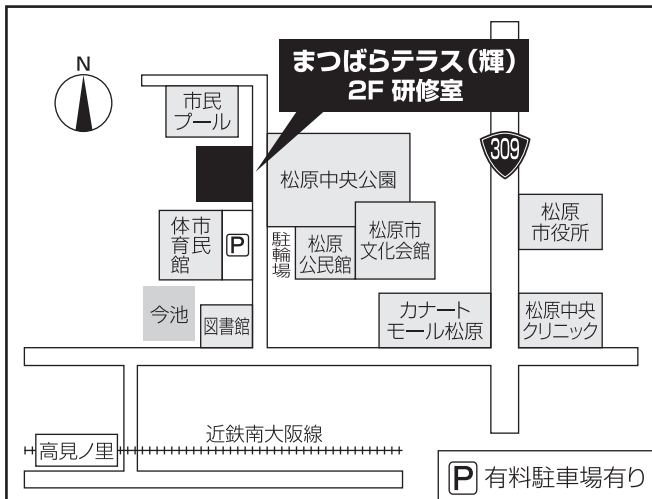 N
まつばらテラス（輝）
2F 研修室
市民
プール
309
松原中央公園
松原
市役所
市民
体育館
P
駐輪場
松原
公民館
松原市
文化会館
今池
図書館
カナート
モール松原
松原中央
クリニック
近鉄南大阪線
高見ノ里
P 有料駐車場有り